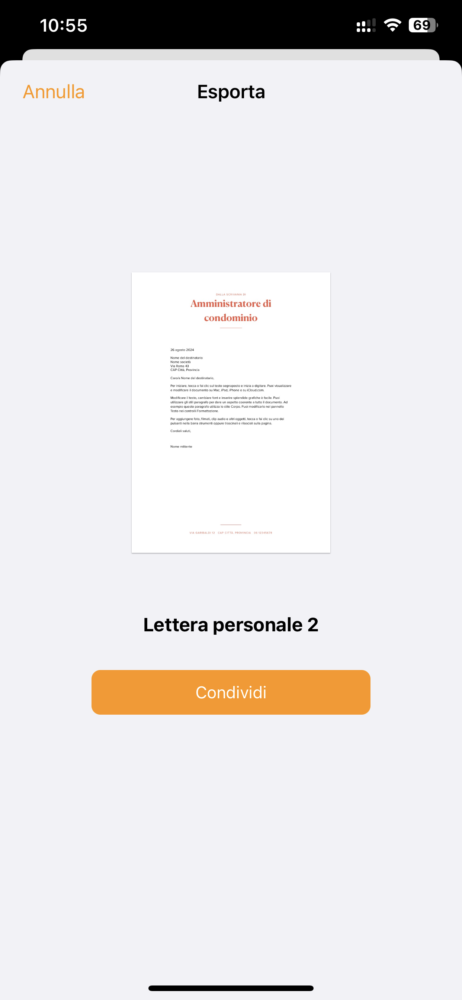 10:55
69
Annulla
Esporta
DALLA SCRIVANIA DI
Amministratore di
condominio
26 agosto 2024
Nome del destinatario
Nome società
Via Roma 43
CAP Città, Provincia
Caro/a Nome del destinatario,
Per iniziare, tocca o fai clic sul testo segnaposto e inizia a digitare. Puoi visualizzare
e modificare il documento su Mac, iPad, iPhone o su iCloud.com.
Modificare il testo, cambiare font e inserire splendide grafiche è facile. Puoi
utilizzare gli stili paragrafo per dare un aspetto coerente a tutto il documento. Ad
esempio questo paragrafo utilizza lo stile Corpo. Puoi modificarlo nel pannello
Testo nei controlli Formattazione.
Per aggiungere foto, filmati, clip audio e altri oggetti, tocca o fai clic su uno dei
pulsanti nella barra strumenti oppure trascinali e rilasciali sulla pagina.
Cordiali saluti,
Nome mittente
VIA GARIBALDI 12 CAP CITTÀ, PROVINCIA 06 12345678
Lettera personale 2
Condividi